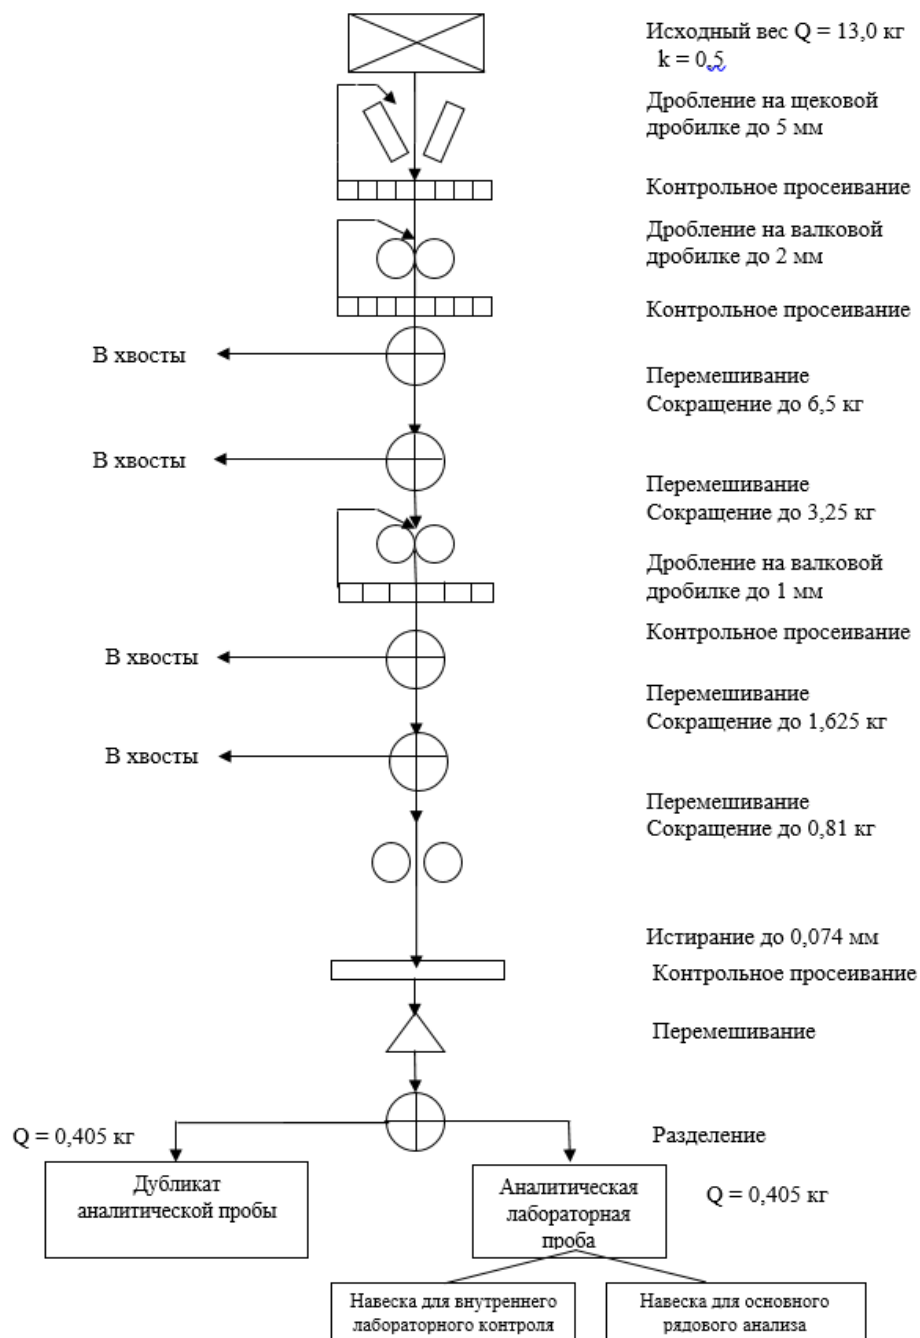 Исходный вес Q = 13,0 кг
k = 0,5
Дробление на щековой
дробилке до 5 мм
Контрольное просеивание
Дробление на валковой
дробилке до 2 мм
Контрольное просеивание
В хвосты
Перемешивание
Сокращение до 6,5 кг
В хвосты
Перемешивание
Сокращение до 3,25 кг
Дробление на валковой
дробилке до 1 мм
Контрольное просеивание
В хвосты
Перемешивание
Сокращение до 1,625 кг
В хвосты
Перемешивание
Сокращение до 0,81 кг
Истирание до 0,074 мм
Контрольное просеивание
Перемешивание
Q = 0,405 кг
Разделение
Дубликат
аналитической пробы
Аналитическая
лабораторная
проба
Q = 0,405 кг
Навеска для внутреннего
лабораторного контроля
Навеска для основного
рядового анализа